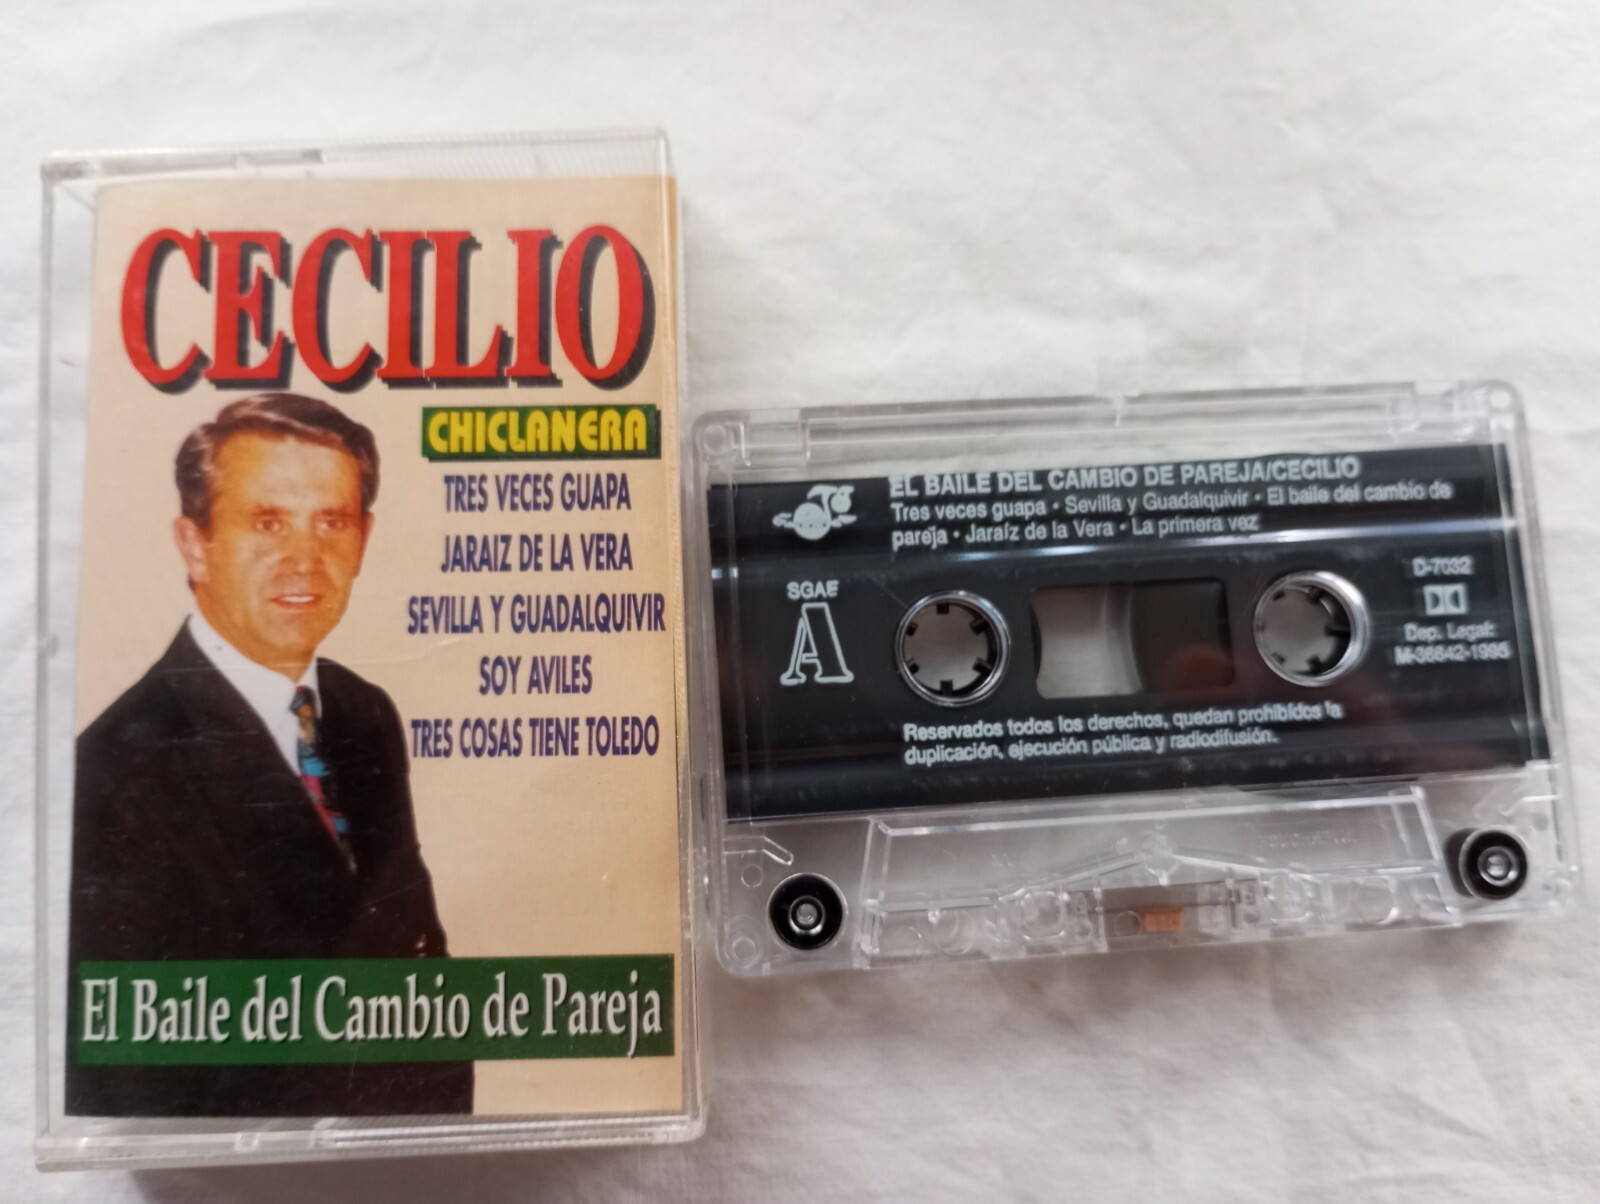 CECILIO
CHICLANERA
TRES VECES GUAPA
JARAIZ DE LA VERA
SEVILLA Y GUADALQUIVIR
SOY AVILES
TRES COSAS TIENE TOLEDO
El Baile del Cambio de Pareja
EL BAILE DEL CAMBIO DE PAREJA/CECILIO
Tres veces guapa • Sevilla y Guadalquivir • El baile del cambio de
pareja • Jaraíz de la Vera • La primera vez
SGAE
A
D-7032
Dep. Legal:
M-36642-1995
Reservados todos los derechos, quedan prohibidos la
duplicación, ejecución pública y radiodifusión.